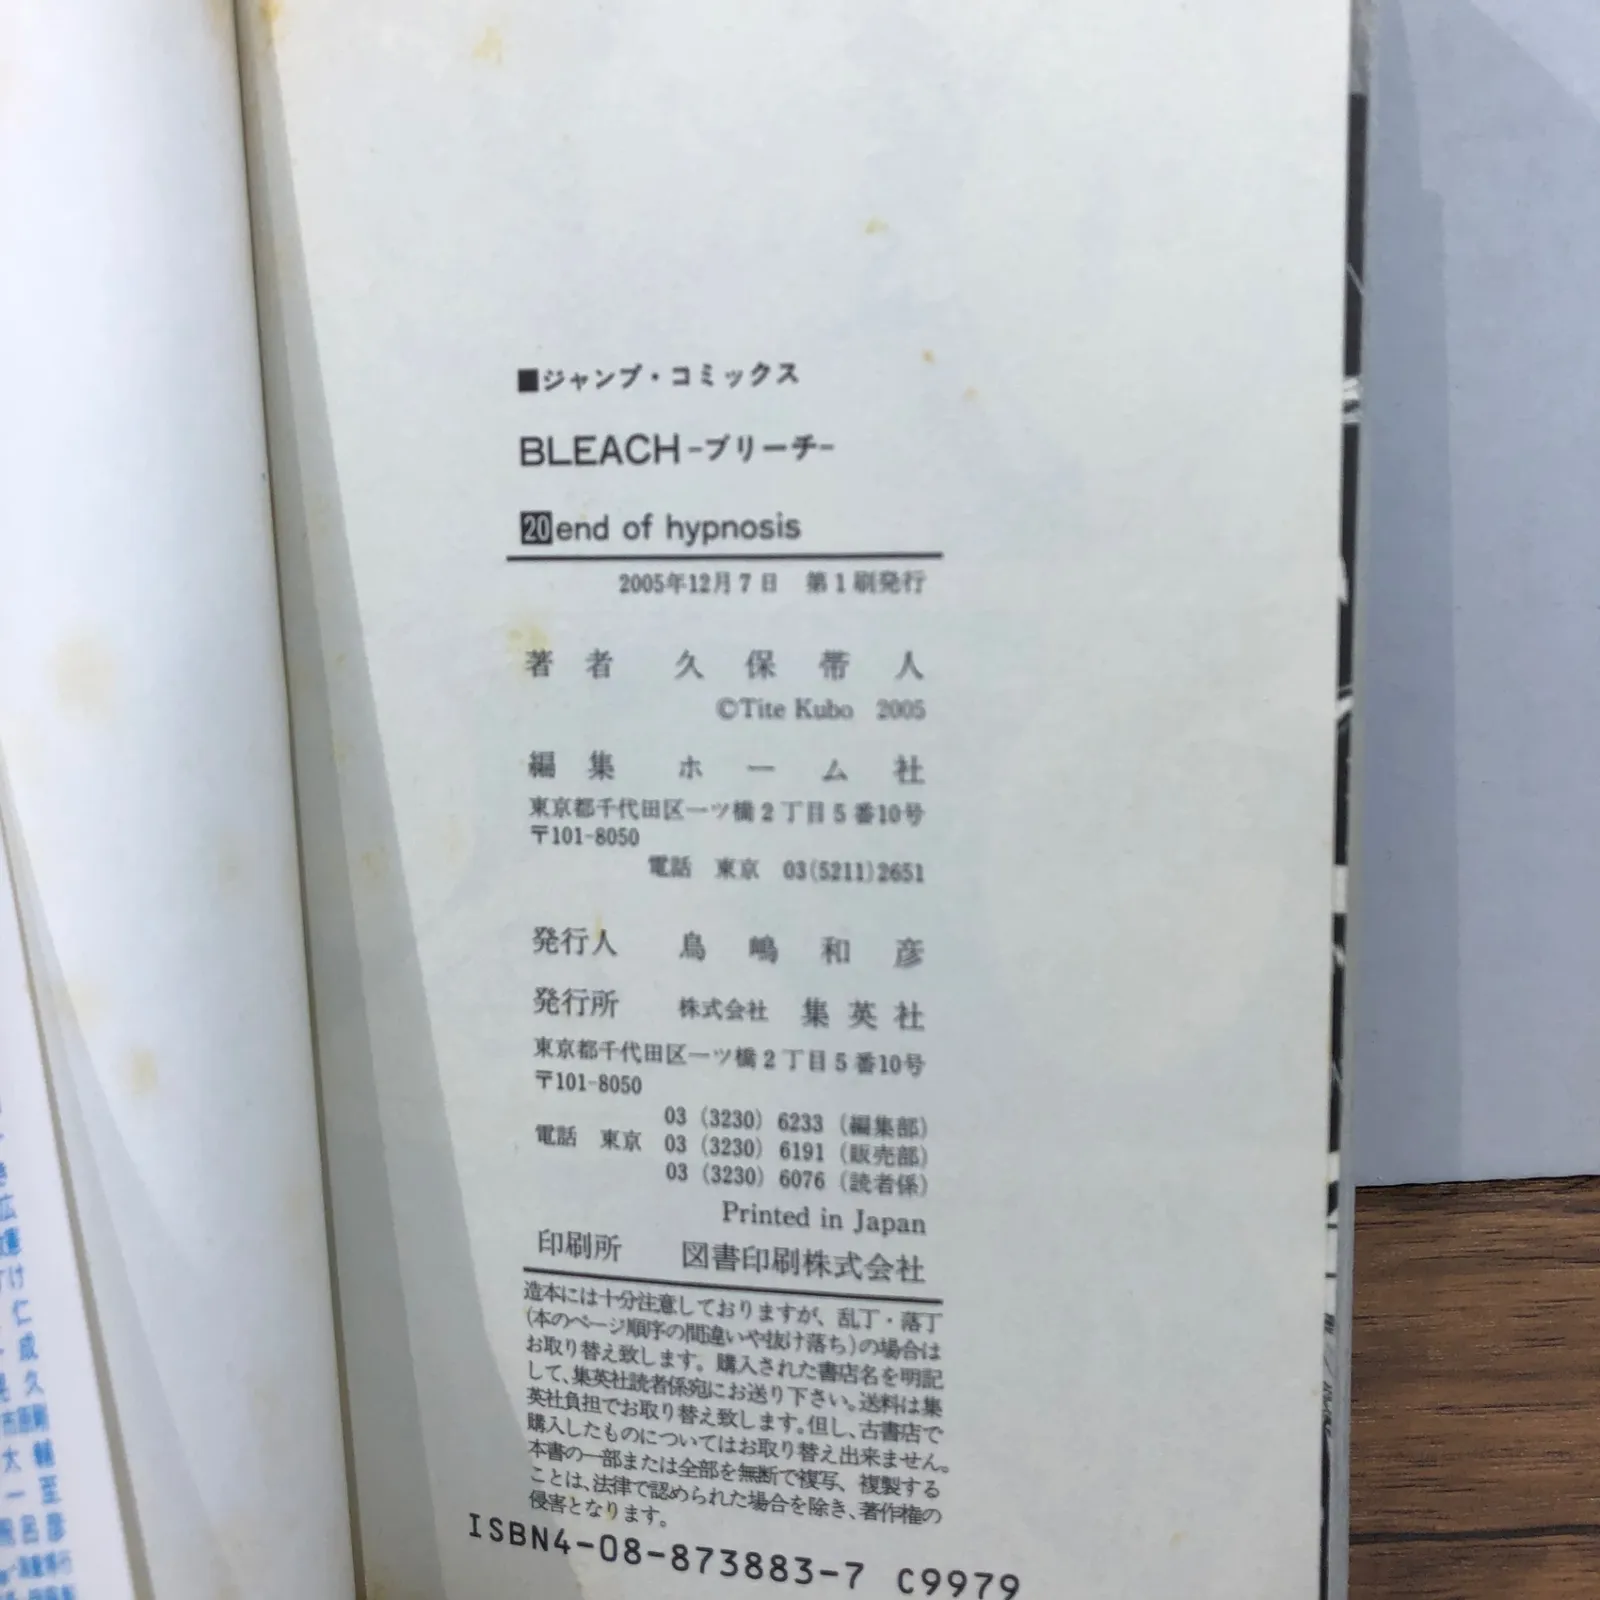 ■ジャンプ・コミックス
BLEACH-ブリーチ-
20 end of hypnosis
2005年12月7日 第1刷発行
著者 久保帯人
©Tite Kubo 2005
編集 ホーム社
東京都千代田区一ツ橋2丁目5番10号
〒101-8050
電話 東京 03(5211)2651
発行人 鳥嶋和彦
発行所 株式会社 集英社
東京都千代田区一ツ橋2丁目5番10号
〒101-8050
03 (3230) 6233 (編集部)
電話 東京 03 (3230) 6191 (販売部)
03 (3230) 6076 (読者係)
Printed in Japan
印刷所 図書印刷株式会社
造本には十分注意しておりますが、乱丁・落丁
(本のページ順序の間違いや抜け落ち)の場合は
お取り替え致します。購入された書店名を明記
して、集英社読者係宛にお送り下さい。送料は集
英社負担でお取り替え致します。但し、古書店で
購入したものについてはお取り替え出来ません。
本書の一部または全部を無断で複写、複製する
ことは、法律で認められた場合を除き、著作権の
侵害となります。
ISBN4-08-873883-7 C9979
広
け
仁
成
久
太 輔
一 至